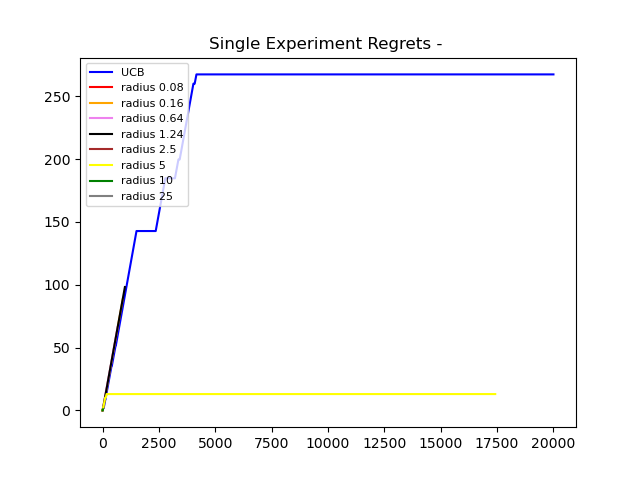 Single Experiment Regrets -
UCB
radius 0.08
radius 0.16
radius 0.64
radius 1.24
radius 2.5
radius 5
radius 10
radius 25
250
200
150
100
50
0
0 2500 5000 7500 10000 12500 15000 17500 20000